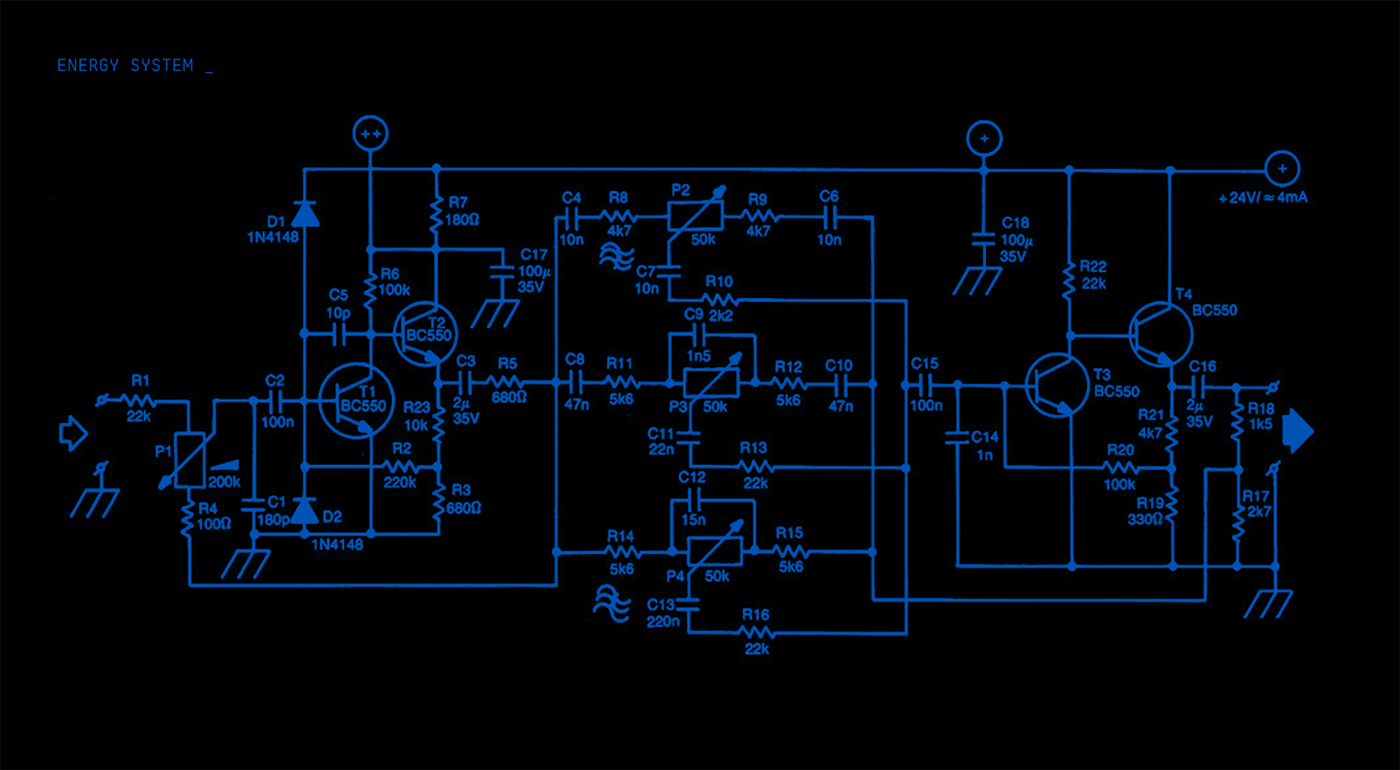 ENERGY SYSTEM _
++
+
+
+24V/≈4mA
D1
1N4148
R7
180Ω
C17
100µ
35V
R6
100k
C5
10p
T2
BC550
T1
BC550
R1
22k
P1
200k
R4
100Ω
C2
100n
C1
180p
D2
1N4148
R2
220k
R23
10k
R3
680Ω
C3
2µ
35V
R5
680Ω
C4
10n
R8
4k7
P2
50k
R9
4k7
C6
10n
C7
10n
R10
2k2
C9
1n5
C8
47n
R11
5k6
P3
50k
R12
5k6
C10
47n
C11
22n
R13
22k
C12
15n
R14
5k6
P4
50k
R15
5k6
C13
220n
R16
22k
C18
100µ
35V
C15
100n
C14
1n
R22
22k
T3
BC550
T4
BC550
C16
2µ
35V
R21
4k7
R20
100k
R19
330Ω
R18
1k5
R17
2k7